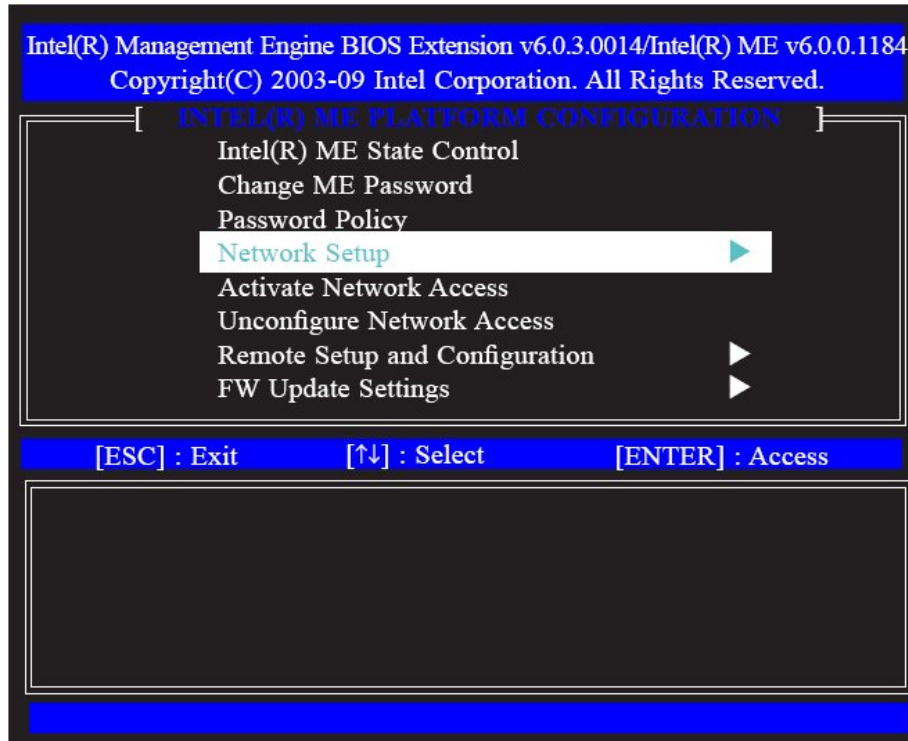 Intel(R) Management Engine BIOS Extension v6.0.3.0014/Intel(R) ME v6.0.0.1184
Copyright(C) 2003-09 Intel Corporation. All Rights Reserved.
[ INTEL(R) ME PLATFORM CONFIGURATION ]
Intel(R) ME State Control
Change ME Password
Password Policy
Network Setup ▶
Activate Network Access
Unconfigure Network Access
Remote Setup and Configuration ▶
FW Update Settings ▶
[ESC] : Exit [↑↓] : Select [ENTER] : Access